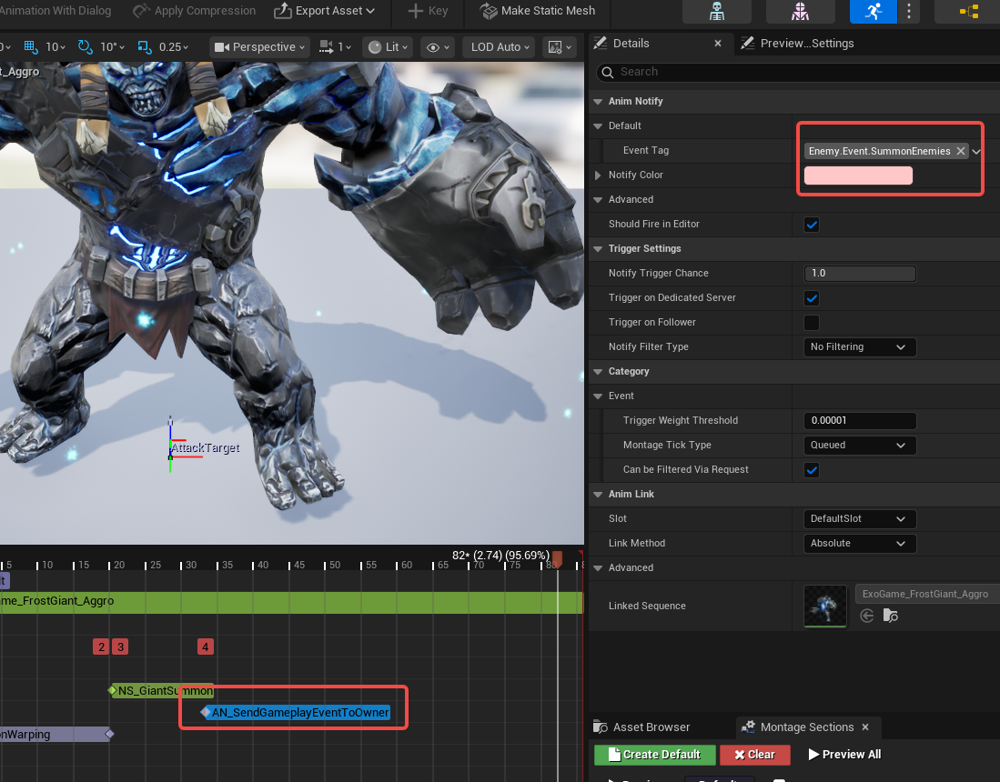 Animation With Dialog
Apply Compression
Export Asset
Key
Make Static Mesh
10
10°
0.25
Perspective
1
Lit
LOD Auto
t_Aggro
AttackTarget
82* (2.74) (95.69%)
5 10 15 20 25 30 35 40 45 50 55 60 65 70 75 80
lt
me_FrostGiant_Aggro
2 3 4
NS_GiantSummon
AN_SendGameplayEventToOwner
onWarping
Details
Preview...Settings
Search
Anim Notify
Default
Event Tag Enemy.Event.SummonEnemies
Notify Color
Advanced
Should Fire in Editor
Trigger Settings
Notify Trigger Chance 1.0
Trigger on Dedicated Server
Trigger on Follower
Notify Filter Type No Filtering
Category
Event
Trigger Weight Threshold 0.00001
Montage Tick Type Queued
Can be Filtered Via Request
Anim Link
Slot DefaultSlot
Link Method Absolute
Advanced
Linked Sequence ExoGame_FrostGiant_Aggro
Asset Browser
Montage Sections
Create Default
Clear
Preview All